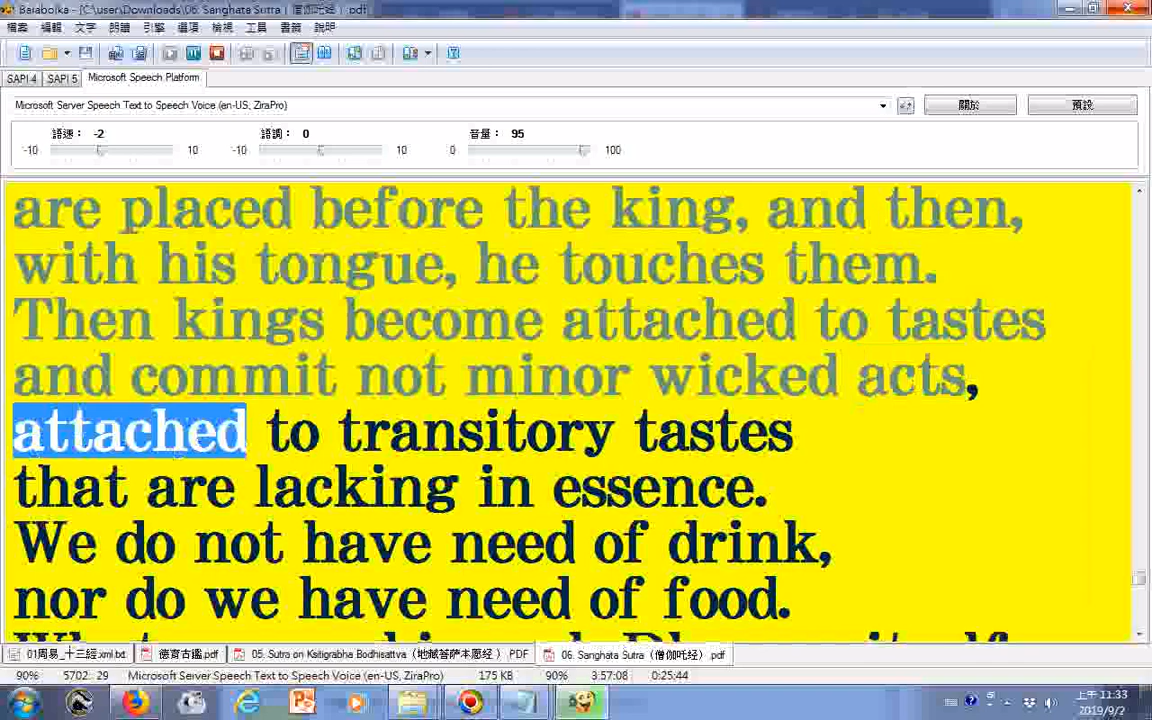 Balabolka - [C:\user\Downloads\06. Sanghata Sutra ( 僧伽吒经 ) .pdf
檔案 編輯 文字 朗讀 引擎 選項 檢視 工具 書籤 說明
SAPI 4 SAPI 5 Microsoft Speech Platform
Microsoft Server Speech Text to Speech Voice (en-US, ZiraPro) 關於 預設
語速： -2 語調： 0 音量： 95
-10 10 -10 10 0 100
are placed before the king, and then,
with his tongue, he touches them.
Then kings become attached to tastes
and commit not minor wicked acts,
attached to transitory tastes
that are lacking in essence.
We do not have need of drink,
nor do we have need of food.
01周易_十三經.xml.txt 德育古鑑.pdf 05. Sutra on Ksitigrabha Bodhisattva（地藏菩萨本愿经 ）.PDF 06. Sanghata Sutra（僧伽吒经）.pdf
90% 5702: 29 Microsoft Server Speech Text to Speech Voice (en-US, ZiraPro) 175 KB 90% 3:57:08 0:25:44
上午 11:33
2019/9/2